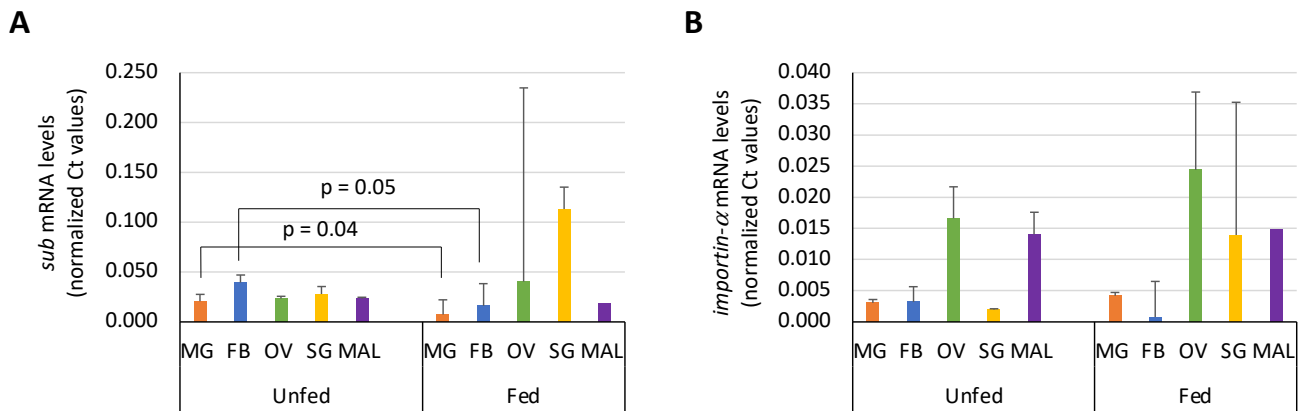 A
sub mRNA levels
(normalized Ct values)
0.250
0.200
0.150
0.100
0.050
0.000
p = 0.05
p = 0.04
MG FB OV SG MAL MG FB OV SG MAL
Unfed Fed
B
importin-α mRNA levels
(normalized Ct values)
0.040
0.035
0.030
0.025
0.020
0.015
0.010
0.005
0.000
MG FB OV SG MAL MG FB OV SG MAL
Unfed Fed